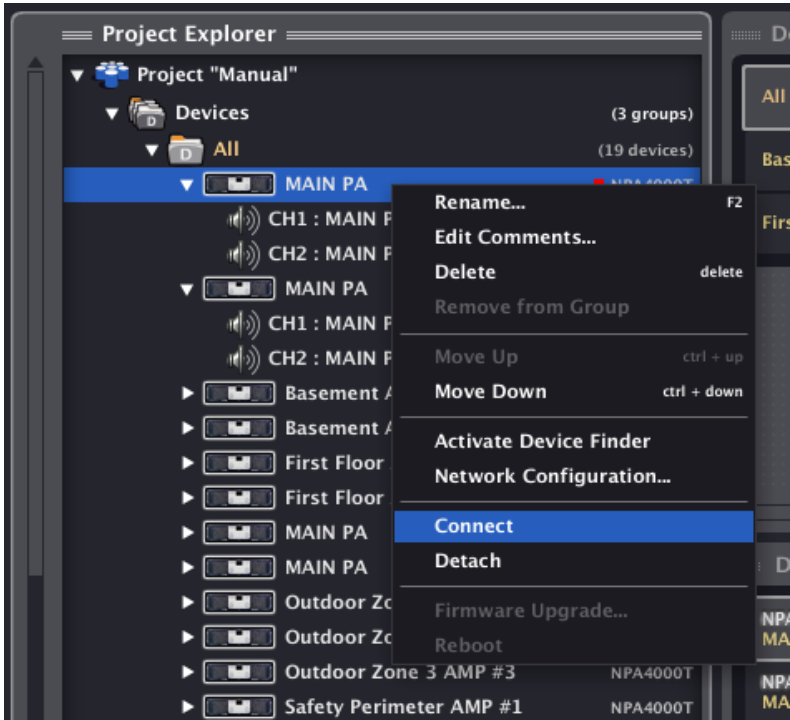 Project Explorer
Project "Manual"
Devices (3 groups)
All (19 devices)
All
MAIN PA
Bas
Rename... F2
CH1 : MAIN P
Edit Comments...
Firs
CH2 : MAIN P
Delete delete
MAIN PA
Remove from Group
CH1 : MAIN P
CH2 : MAIN P
Move Up ctrl + up
Basement A
Move Down ctrl + down
Basement A
Activate Device Finder
First Floor
Network Configuration...
First Floor
Connect
MAIN PA
Detach
MAIN PA
D
Outdoor Zo
Firmware Upgrade...
NPA
MA
Outdoor Zo
Reboot
Outdoor Zone 3 AMP #3 NPA4000T
NPA
MA
Safety Perimeter AMP #1 NPA4000T